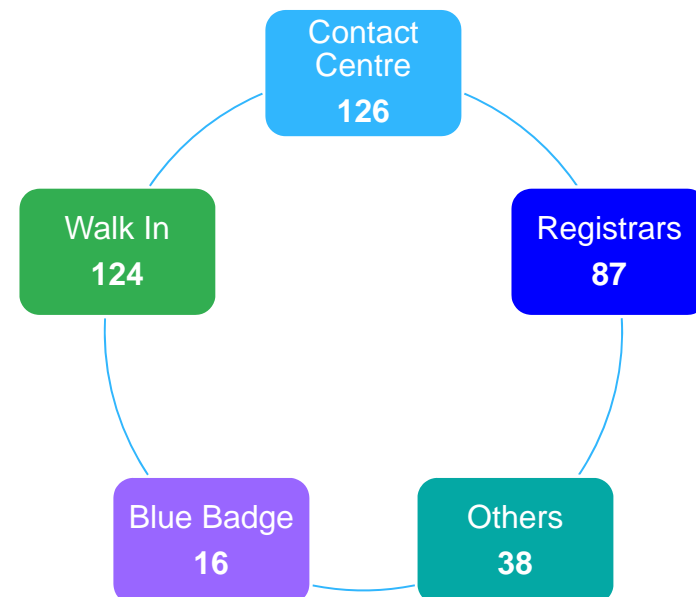 Contact
Centre
126
Walk In
124
Registrars
87
Blue Badge
16
Others
38